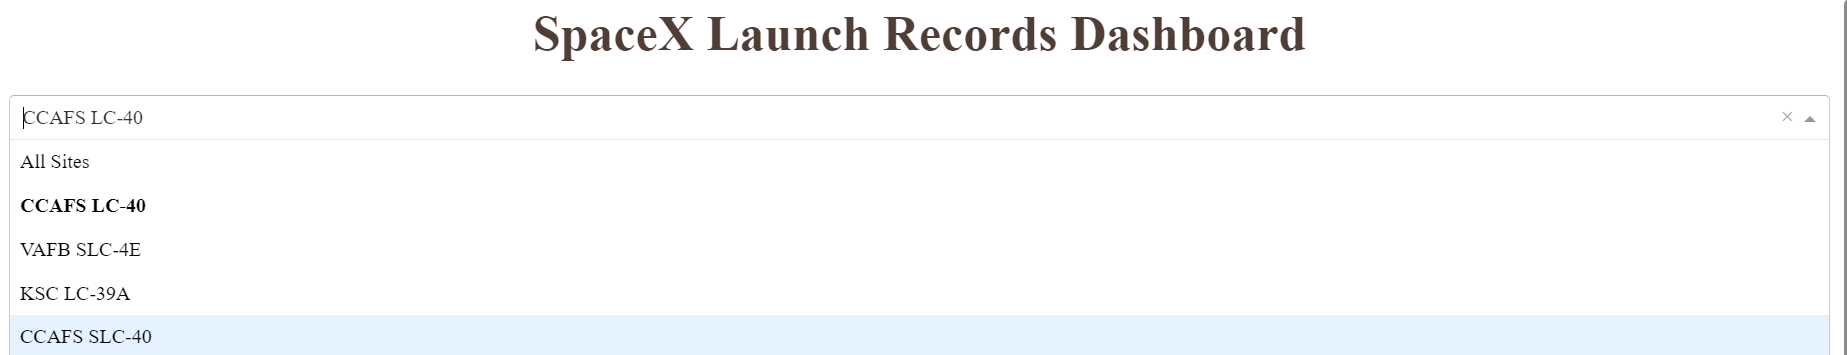 SpaceX Launch Records Dashboard
CCAFS LC-40
All Sites
CCAFS LC-40
VAFB SLC-4E
KSC LC-39A
CCAFS SLC-40